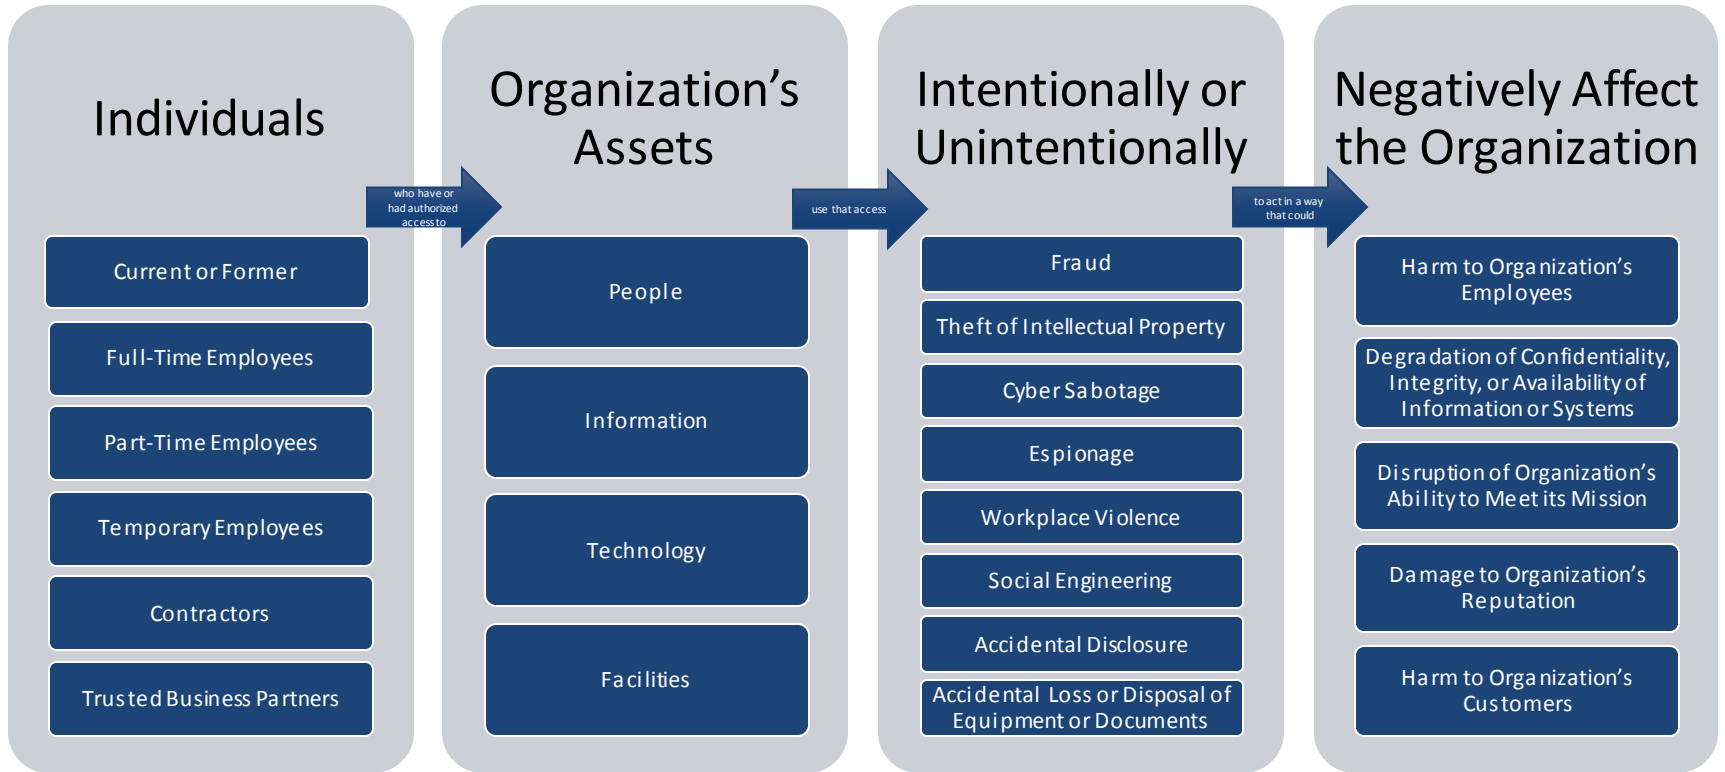 Individuals
who have or
had authorized
access to
Current or Former
Full-Time Employees
Part-Time Employees
Temporary Employees
Contractors
Trusted Business Partners
Organization’s
Assets
use that access
People
Information
Technology
Facilities
Intentionally or
Unintentionally
to act in a way
that could
Fraud
Theft of Intellectual Property
Cyber Sabotage
Espionage
Workplace Violence
Social Engineering
Accidental Disclosure
Accidental Loss or Disposal of
Equipment or Documents
Negatively Affect
the Organization
Harm to Organization’s
Employees
Degradation of Confidentiality,
Integrity, or Availability of
Information or Systems
Disruption of Organization’s
Ability to Meet its Mission
Damage to Organization’s
Reputation
Harm to Organization’s
Customers